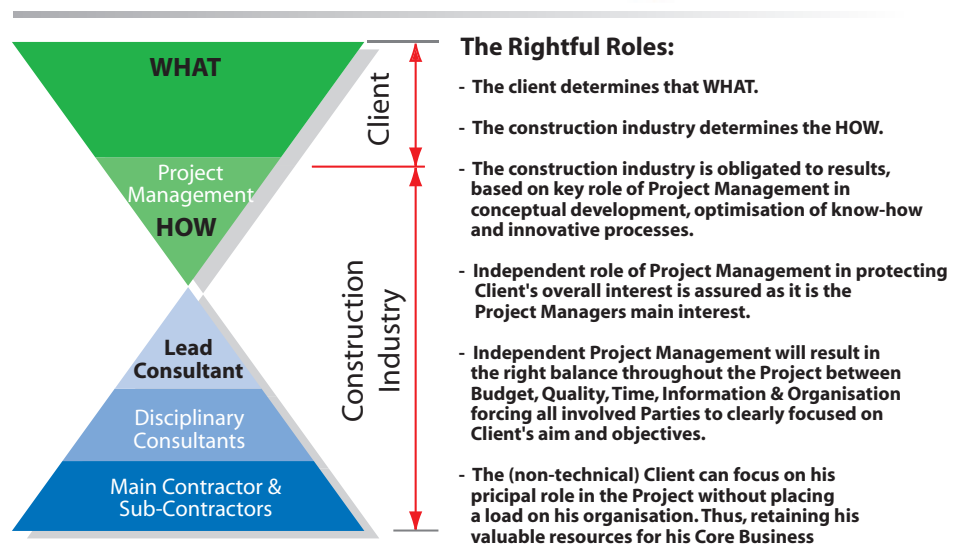 WHAT
Project
Management
HOW
Lead
Consultant
Disciplinary
Consultants
Main Contractor &
Sub-Contractors
Client
Construction
Industry
The Rightful Roles:
- The client determines that WHAT.
- The construction industry determines the HOW.
- The construction industry is obligated to results,
based on key role of Project Management in
conceptual development, optimisation of know-how
and innovative processes.
- Independent role of Project Management in protecting
Client's overall interest is assured as it is the
Project Managers main interest.
- Independent Project Management will result in
the right balance throughout the Project between
Budget, Quality, Time, Information & Organisation
forcing all involved Parties to clearly focused on
Client's aim and objectives.
- The (non-technical) Client can focus on his
pricipal role in the Project without placing
a load on his organisation. Thus, retaining his
valuable resources for his Core Business